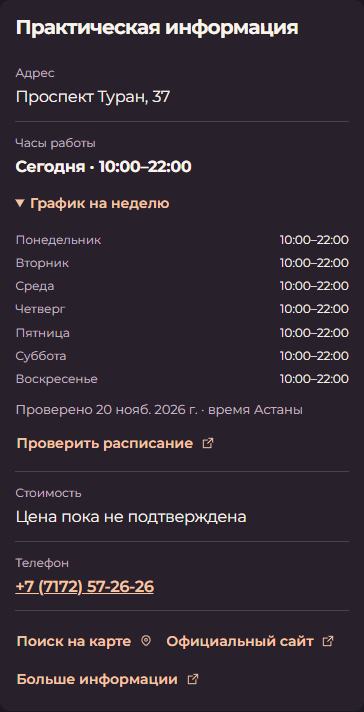 Практическая информация
Адрес
Проспект Туран, 37
Часы работы
Сегодня · 10:00–22:00
График на неделю
Понедельник 10:00–22:00
Вторник 10:00–22:00
Среда 10:00–22:00
Четверг 10:00–22:00
Пятница 10:00–22:00
Суббота 10:00–22:00
Воскресенье 10:00–22:00
Проверено 20 нояб. 2026 г. · время Астаны
Проверить расписание
Стоимость
Цена пока не подтверждена
Телефон
+7 (7172) 57-26-26
Поиск на карте Официальный сайт
Больше информации